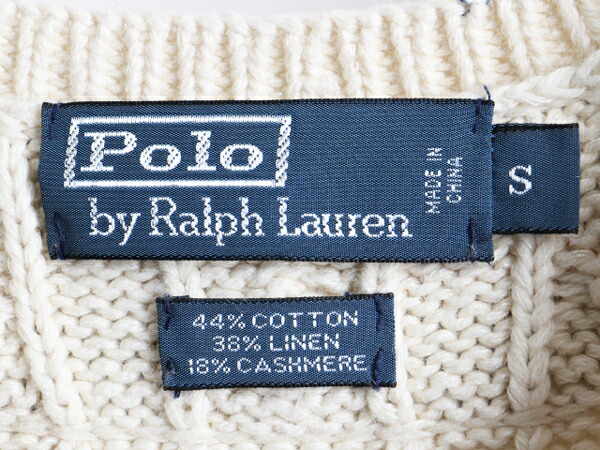 Polo
by Ralph Lauren
MADE IN
CHINA
S
44% COTTON
38% LINEN
18% CASHMERE